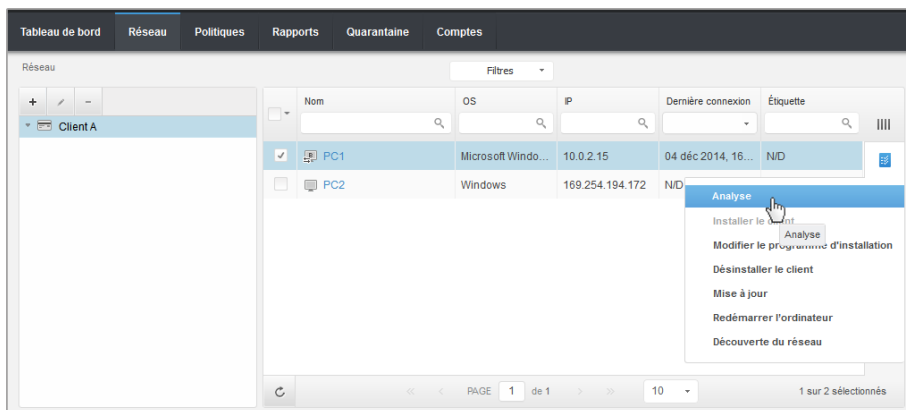 Tableau de bord Réseau Politiques Rapports Quarantaine Comptes
Réseau Filtres
Client A
Nom OS IP Dernière connexion Étiquette
PC1 Microsoft Windo... 10.0.2.15 04 déc 2014, 16... N/D
PC2 Windows 169.254.194.172 N/D
Analyse
Installer le
Analyse
Modifier le d'installation
Désinstaller le client
Mise à jour
Redémarrer l'ordinateur
Découverte du réseau
PAGE 1 de 1 10 1 sur 2 sélectionnés